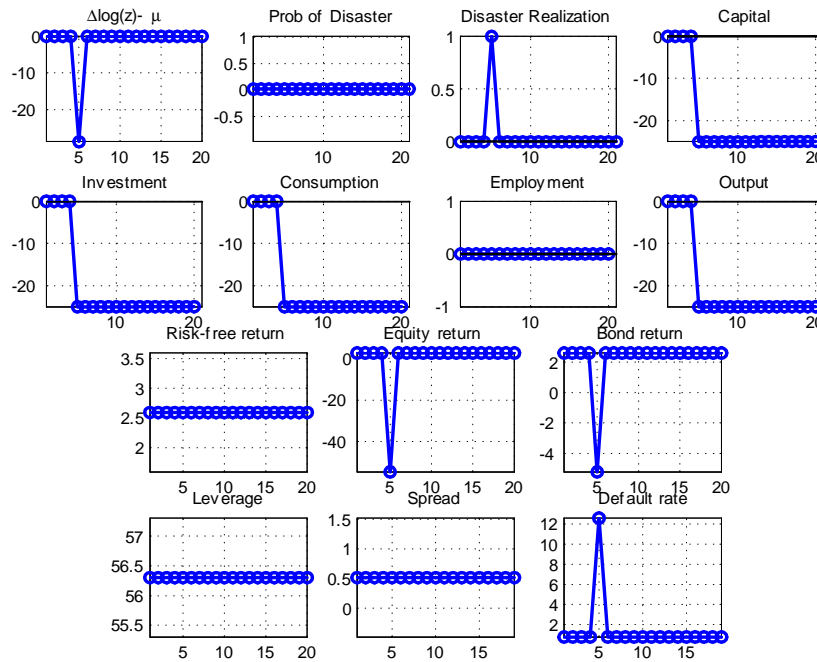 Δlog(z)- μ Prob of Disaster Disaster Realization Capital
0 1 1 0
-10 0.5 0.5 -10
-20 0 0 -20
-0.5
5 10 15 20 10 20 10 20 10 20
Investment Consumption Employment Output
0 0 1 0
-10 -10 0 -10
-20 -20 -1 -20
10 20 10 20 10 20 10 20
Risk-free return Equity return Bond return
3.5 0 2
3 -20 0
2.5 -40 -2
2 -4
5 10 15 20 5 10 15 20 5 10 15 20
Leverage Spread Default rate
57 1.5 12
56.5 1 10
56 0.5 8
55.5 0 6
4
2
5 10 15 20 5 10 15 5 10 15